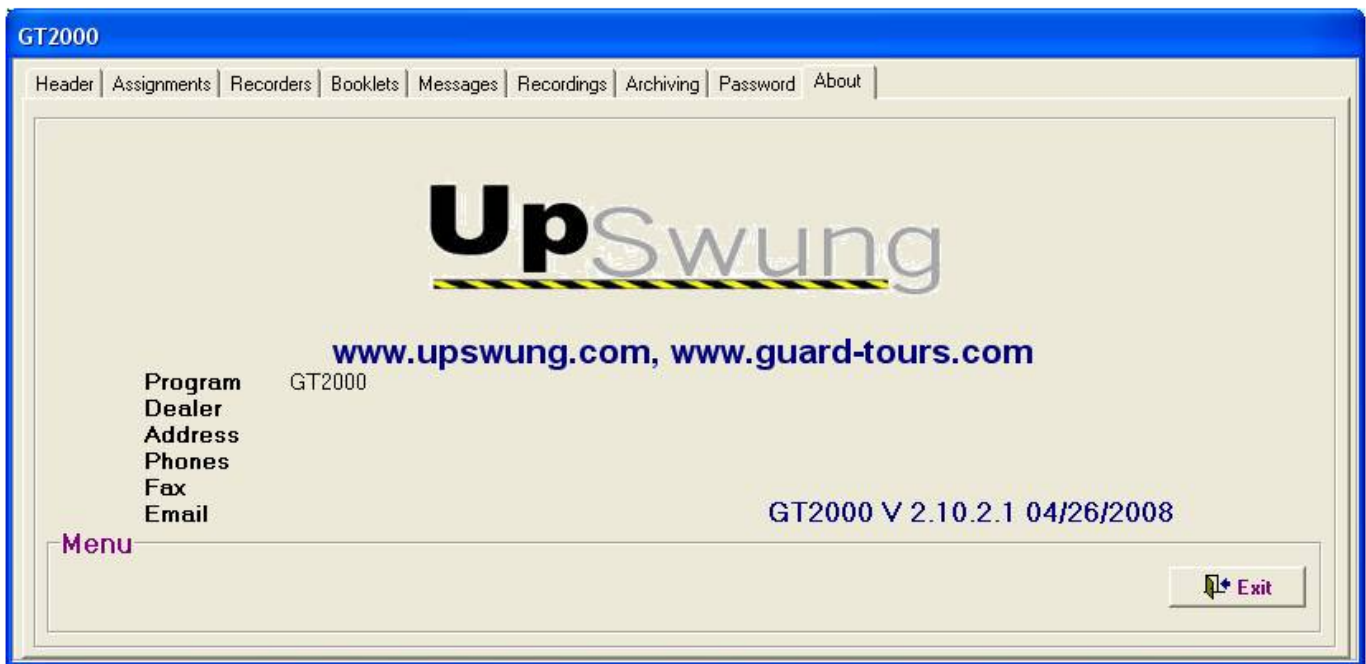 GT2000
Header Assignments Recorders Booklets Messages Recordings Archiving Password About
UpSwung
www.upswung.com, www.guard-tours.com
Program GT2000
Dealer
Address
Phones
Fax
Email
GT2000 V 2.10.2.1 04/26/2008
Menu
Exit